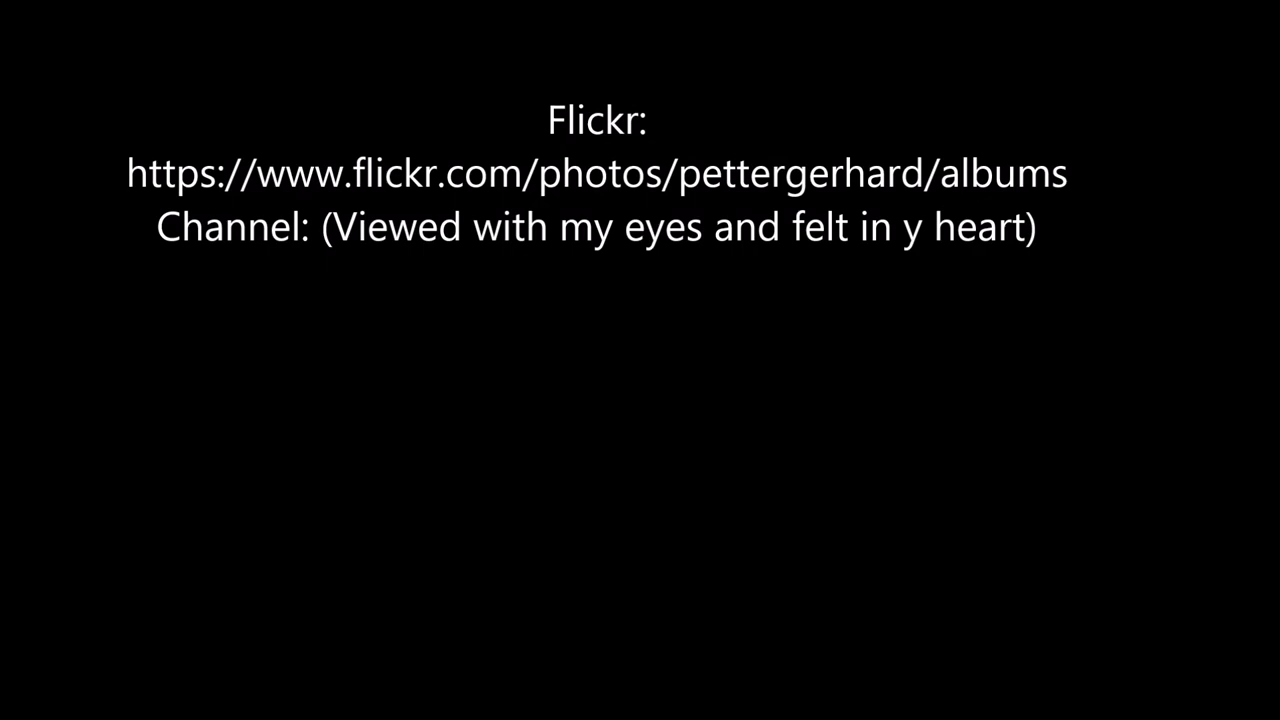 Flickr:
https://www.flickr.com/photos/pettergerhard/albums
Channel: (Viewed with my eyes and felt in y heart)